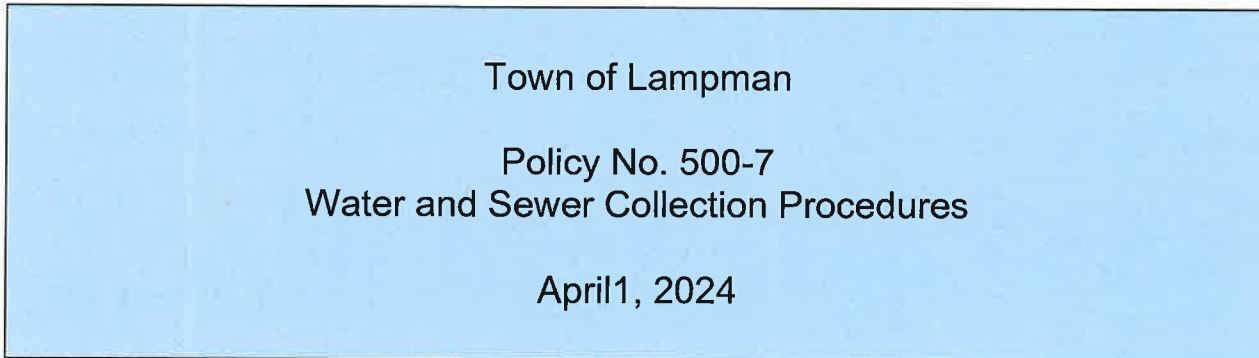 Town of Lampman
Policy No. 500-7
Water and Sewer Collection Procedures
April1, 2024